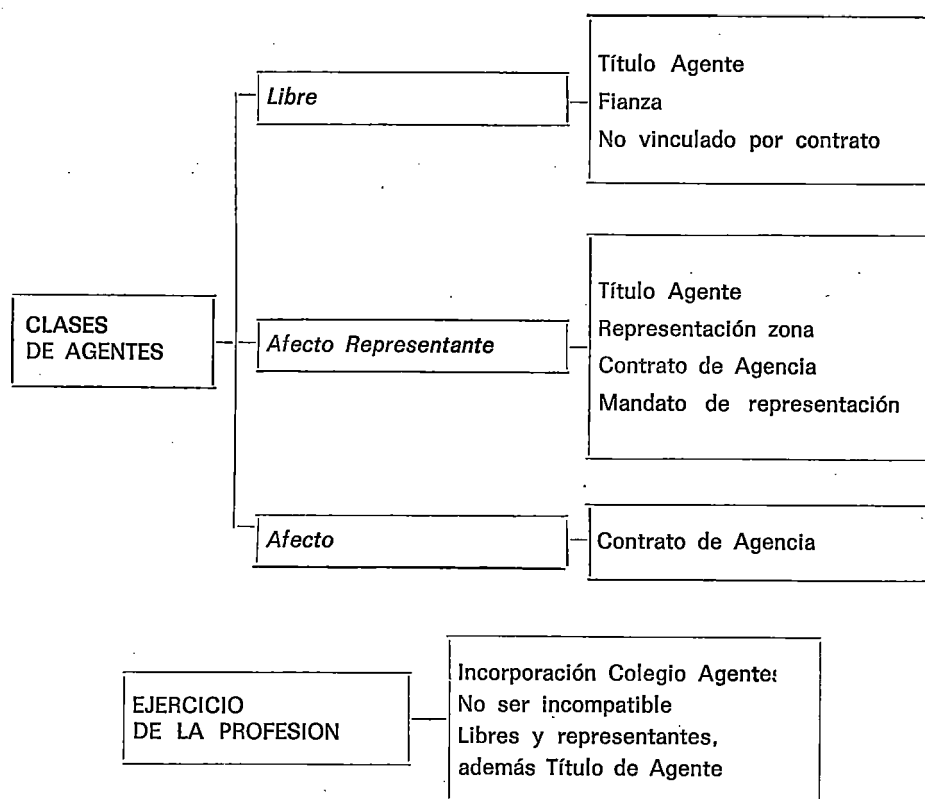 Libre
Título Agente
Fianza
No vinculado por contrato
CLASES
DE AGENTES
Afecto Representante
Título Agente
Representación zona
Contrato de Agencia
Mandato de representación
Afecto
Contrato de Agencia
EJERCICIO
DE LA PROFESION
Incorporación Colegio Agentes
No ser incompatible
Libres y representantes,
además Título de Agente